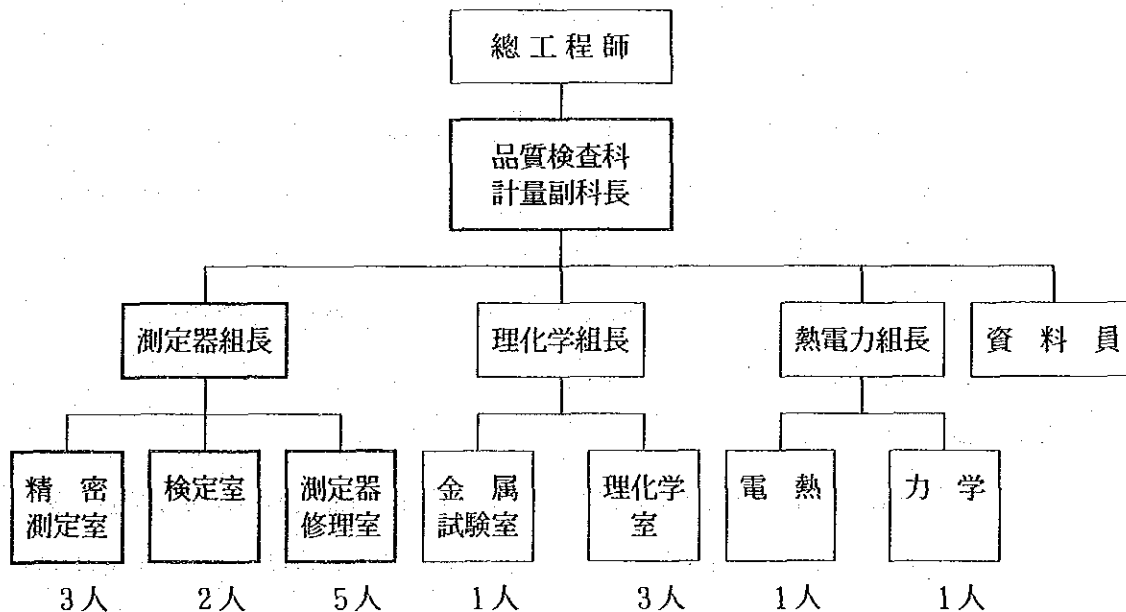 總工程師
品質検査科
計量副科長
測定器組長
理化学組長
熱電力組長
資料員
精密
測定室
検定室
測定器
修理室
金属
試験室
理化学
室
電熱
力学
3人 2人 5人 1人 3人 1人 1人